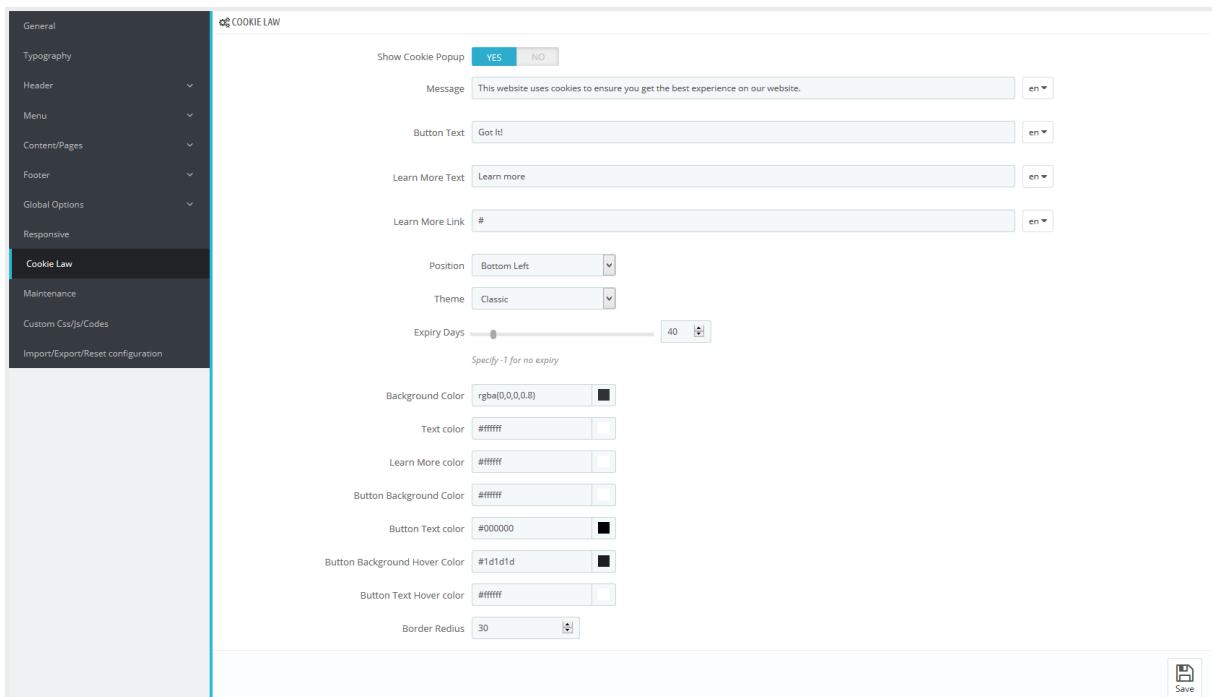 General
Typography
Header
Menu
Content/Pages
Footer
Global Options
Responsive
Cookie Law
Maintenance
Custom Css/Js/Codes
Import/Export/Reset configuration
COOKIE LAW
Show Cookie Popup YES NO
Message This website uses cookies to ensure you get the best experience on our website. en
Button Text Got It! en
Learn More Text Learn more en
Learn More Link # en
Position Bottom Left
Theme Classic
Expiry Days 40
Specify -1 for no expiry
Background Color rgba(0,0,0,0.8)
Text color #ffffff
Learn More color #ffffff
Button Background Color #ffffff
Button Text color #000000
Button Background Hover Color #1d1d1d
Button Text Hover color #ffffff
Border Redius 30
Save